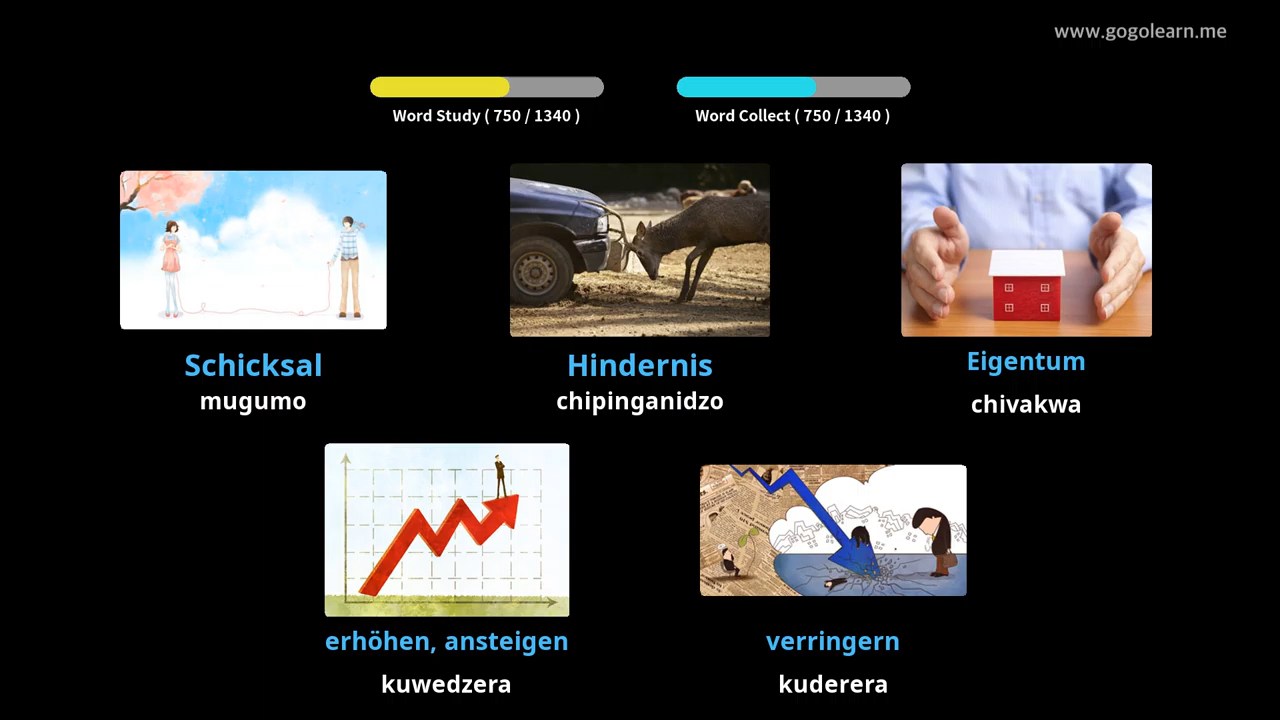 www.gogolearn.me
Word Study ( 750 / 1340 )
Word Collect ( 750 / 1340 )
Schicksal
mugumo
Hindernis
chipinganidzo
Eigentum
chivakwa
erhöhen, ansteigen
kuwedzera
verringern
kuderera